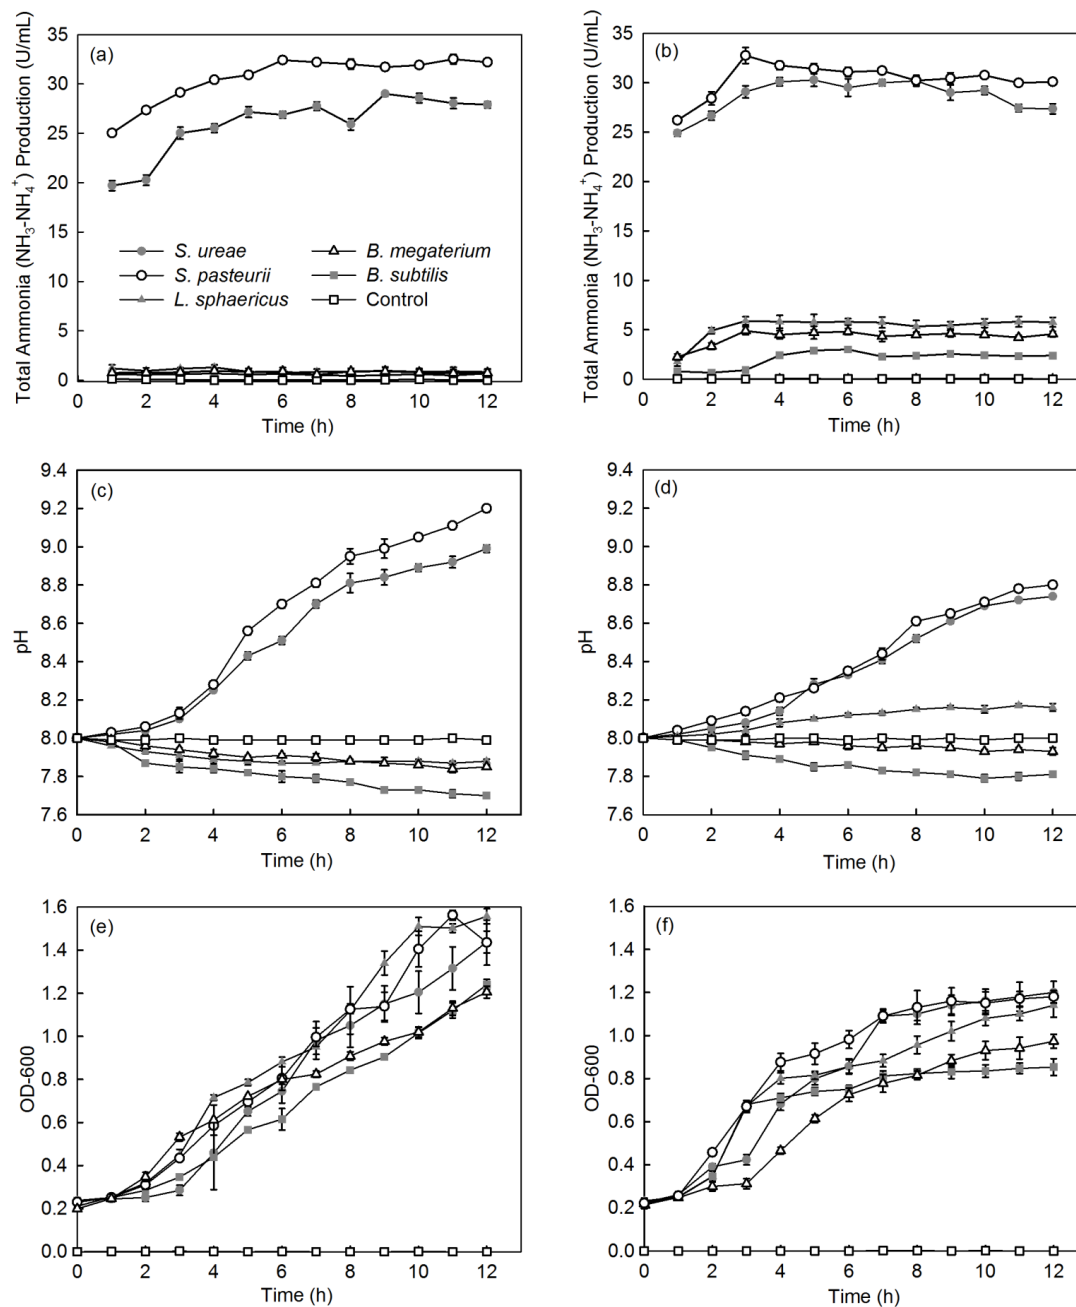 (a)
Total Ammonia (NH₃-NH₄⁺) Production (U/mL)
35
30
25
20
15
10
5
0
S. ureae
S. pasteurii
L. sphaericus
B. megaterium
B. subtilis
Control
0 2 4 6 8 10 12
Time (h)
(b)
Total Ammonia (NH₃-NH₄⁺) Production (U/mL)
35
30
25
20
15
10
5
0
0 2 4 6 8 10 12
Time (h)
(c)
pH
9.4
9.2
9.0
8.8
8.6
8.4
8.2
8.0
7.8
7.6
0 2 4 6 8 10 12
Time (h)
(d)
pH
9.4
9.2
9.0
8.8
8.6
8.4
8.2
8.0
7.8
7.6
0 2 4 6 8 10 12
Time (h)
(e)
OD-600
1.6
1.4
1.2
1.0
0.8
0.6
0.4
0.2
0.0
0 2 4 6 8 10 12
Time (h)
(f)
OD-600
1.6
1.4
1.2
1.0
0.8
0.6
0.4
0.2
0.0
0 2 4 6 8 10 12
Time (h)